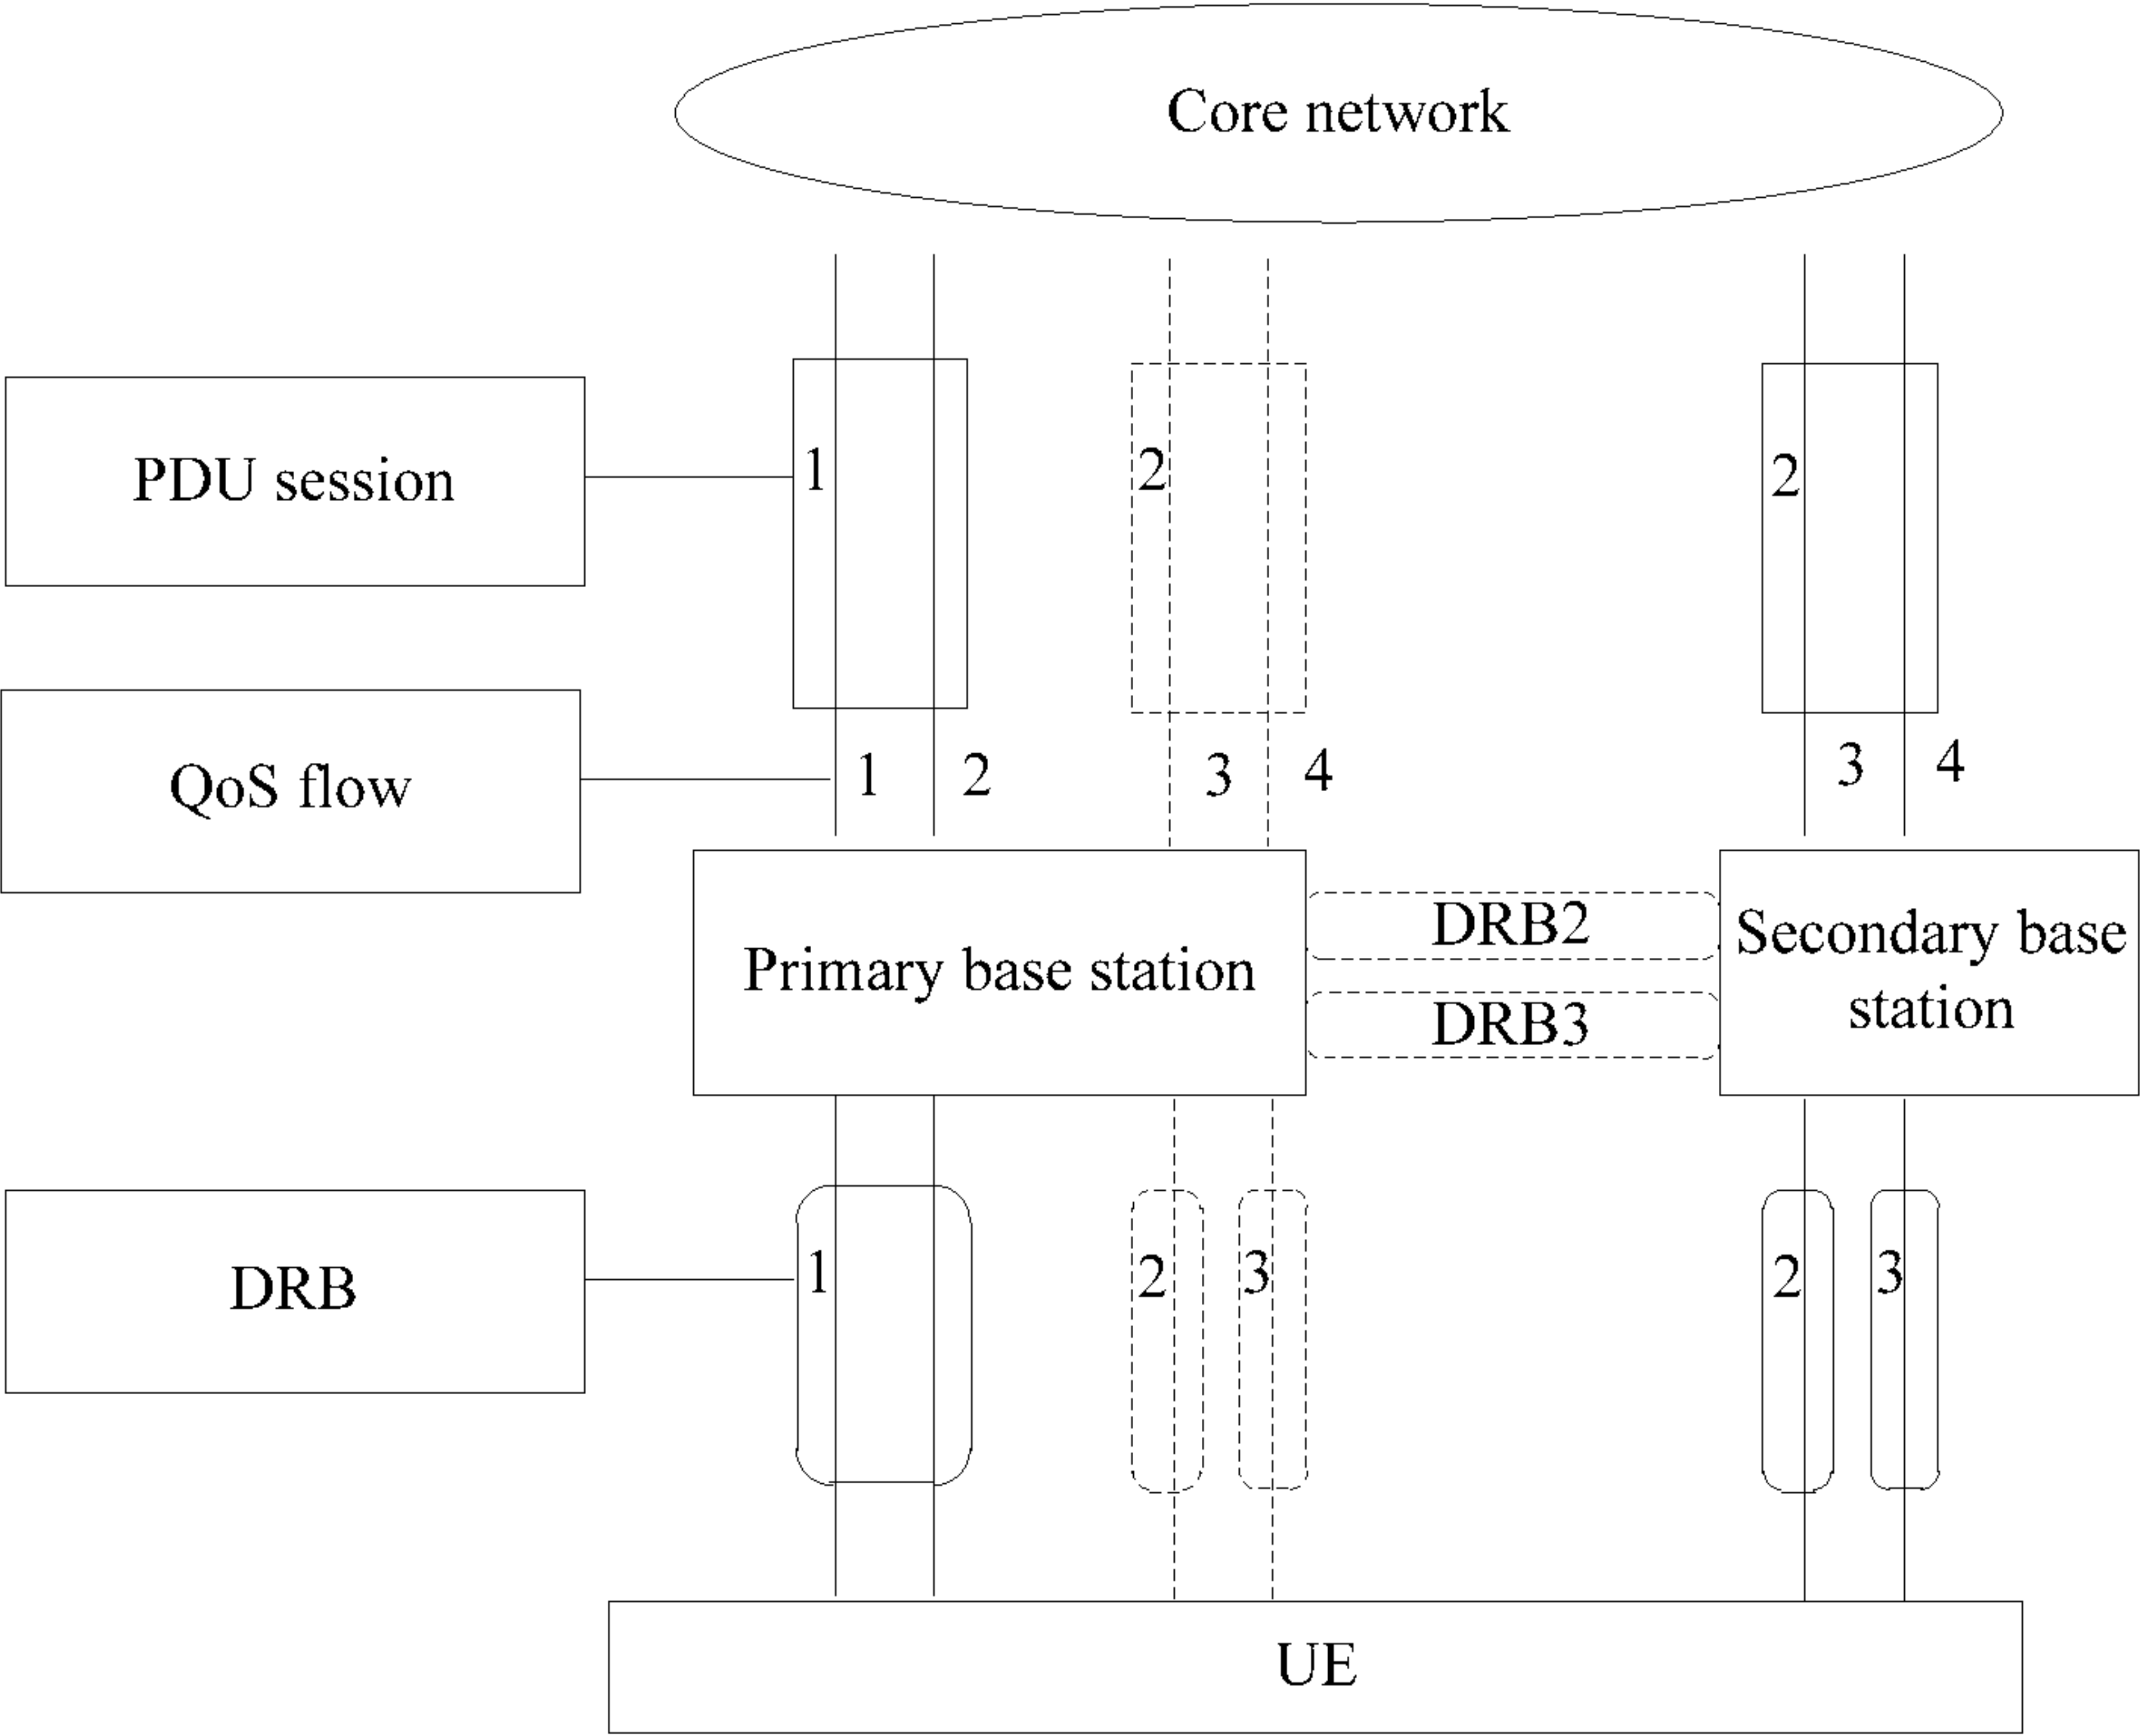 Core network
PDU session
1
2
2
QoS flow
1
2
3
4
3
4
Primary base station
DRB2
DRB3
Secondary base
station
DRB
1
2
3
2
3
UE